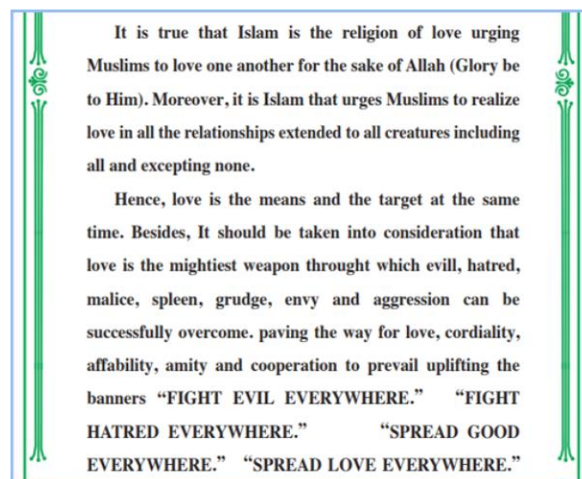 It is true that Islam is the religion of love urging
Muslims to love one another for the sake of Allah (Glory be
to Him). Moreover, it is Islam that urges Muslims to realize
love in all the relationships extended to all creatures including
all and excepting none.
Hence, love is the means and the target at the same
time. Besides, It should be taken into consideration that
love is the mightiest weapon throught which evill, hatred,
malice, spleen, grudge, envy and aggression can be
successfully overcome. paving the way for love, cordiality,
affability, amity and cooperation to prevail uplifting the
banners “FIGHT EVIL EVERYWHERE.” “FIGHT
HATRED EVERYWHERE.” “SPREAD GOOD
EVERYWHERE.” “SPREAD LOVE EVERYWHERE.”